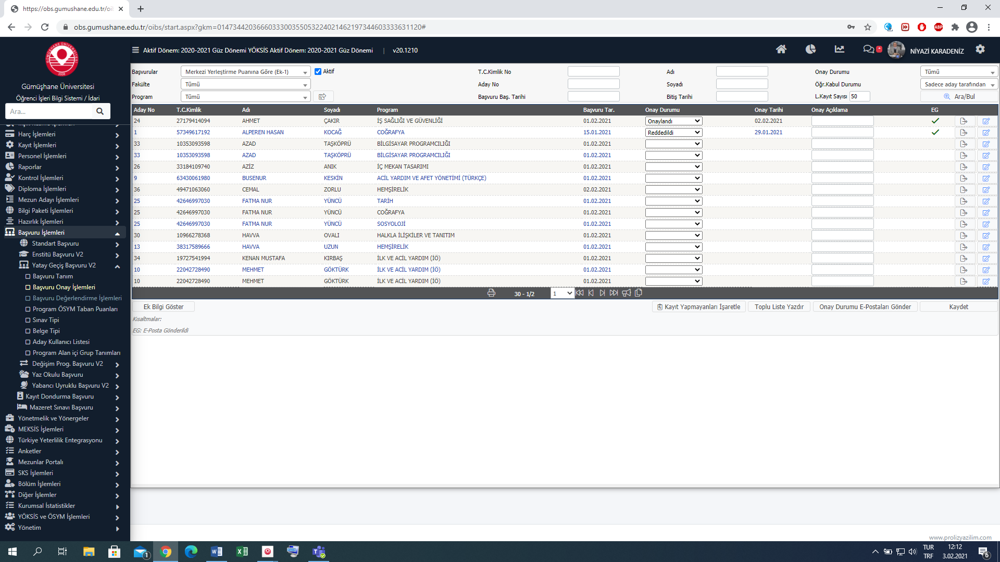 https://obs.gumushane.edu.tr/oib
obs.gumushane.edu.tr/oibs/start.aspx?gkm=01473442036660333003550532240214621973446033336311 20#
Aktif Dönem: 2020-2021 Güz Dönemi YÖKSİS Aktif Dönem: 2020-2021 Güz Dönemi | v20.1210
NİYAZİ KARADENİZ
GÜMÜŞHANE ÜNİVERSİTESİ
2008
Gümüşhane Üniversitesi
Öğrenci İşleri Bilgi Sistemi / İdari
Ara...
Harç İşlemleri
Kayıt İşlemleri
Personel İşlemleri
Raporlar
Kontrol İşlemleri
Diploma İşlemleri
Mezun Adayı İşlemleri
Bilgi Paketi İşlemleri
Hazırlık İşlemleri
Başvuru İşlemleri
Standart Başvuru
Enstitü Başvuru V2
Yatay Geçiş Başvuru V2
Başvuru Tanım
Başvuru Onay İşlemleri
Başvuru Değerlendirme İşlemleri
Program ÖSYM Taban Puanları
Sınav Tipi
Belge Tipi
Aday Kullanıcı Listesi
Program Alan içi Grup Tanımları
Değişim Prog. Başvuru V2
Yaz Okulu Başvuru
Yabancı Uyruklu Başvuru V2
Kayıt Dondurma Başvuru
Mazeret Sınavı Başvuru
Yönetmelik ve Yönergeler
MEKSİS İşlemleri
Türkiye Yeterlilik Entegrasyonu
Anketler
Mezunlar Portalı
SKS İşlemleri
Bölüm İşlemleri
Diğer İşlemler
Kurumsal İstatistikler
YÖKSİS ve ÖSYM İşlemleri
Yönetim
Başvurular Merkezi Yerleştirme Puanına Göre (Ek-1) Aktif T.C.Kimlik No Adı Onay Durumu Tümü
Fakülte Tümü Aday No Soyadı Öğr.Kabul Durumu Sadece aday tarafından
Program Tümü Başvuru Baş. Tarihi Bitiş Tarihi L.Kayıt Sayısı 50 Ara/Bul
Aday No T.C.Kimlik Adı Soyadı Program Başvuru Tar. Onay Durumu Onay Tarihi Onay Açıklama EG
24 27179414094 AHMET ÇAKIR İŞ SAĞLIĞI VE GÜVENLİĞİ 01.02.2021 Onaylandı 02.02.2021
1 57349617192 ALPEREN HASAN KOCAĞ COĞRAFYA 15.01.2021 Reddedildi 29.01.2021
33 10353093598 AZAD TAŞKÖPRÜ BİLGİSAYAR PROGRAMCILIĞI 01.02.2021
33 10353093598 AZAD TAŞKÖPRÜ BİLGİSAYAR PROGRAMCILIĞI 01.02.2021
26 33184109740 AZİZ ANIK İÇ MEKAN TASARIMI 01.02.2021
9 63430061980 BUSENUR KESKİN ACİL YARDIM VE AFET YÖNETİMİ (TÜRKÇE) 01.02.2021
36 49471063060 CEMAL ZORLU HEMŞİRELİK 02.02.2021
25 42646997030 FATMA NUR YÜNCÜ TARİH 01.02.2021
25 42646997030 FATMA NUR YÜNCÜ COĞRAFYA 01.02.2021
25 42646997030 FATMA NUR YÜNCÜ SOSYOLOJİ 01.02.2021
30 10966278368 HAVVA OVALI HALKLA İLİŞKİLER VE TANITIM 01.02.2021
13 38317589666 HAVVA UZUN HEMŞİRELİK 01.02.2021
34 19727541994 KENAN MUSTAFA KIRBAŞ İLK VE ACİL YARDIM (İÖ) 01.02.2021
10 22042728490 MEHMET GÖKTÜRK İLK VE ACİL YARDIM (İÖ) 01.02.2021
10 22042728490 MEHMET GÖKTÜRK İLK VE ACİL YARDIM (İÖ) 01.02.2021
30 - 1/2 1
Ek Bilgi Göster Kayıt Yapmayanları İşaretle Toplu Liste Yazdır Onay Durumu E-Postaları Gönder Kaydet
Kısaltmalar:
EG: E-Posta Gönderildi
www.prolizyazilim.com
1
TUR
TRF
12:12
3.02.2021
6